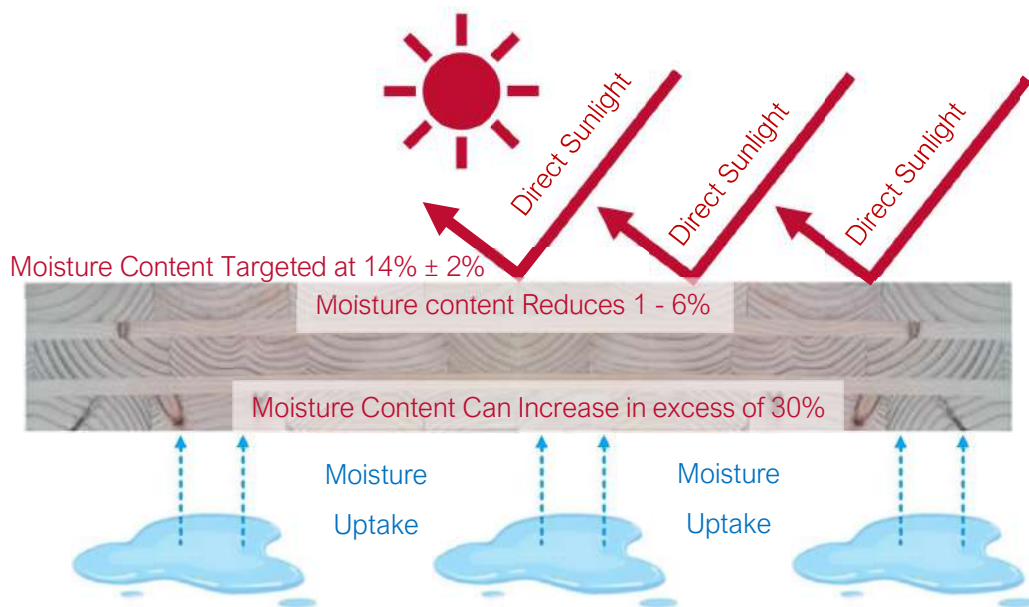 Direct Sunlight
Direct Sunlight
Direct Sunlight
Moisture Content Targeted at 14% ± 2%
Moisture content Reduces 1 - 6%
Moisture Content Can Increase in excess of 30%
Moisture
Uptake
Moisture
Uptake